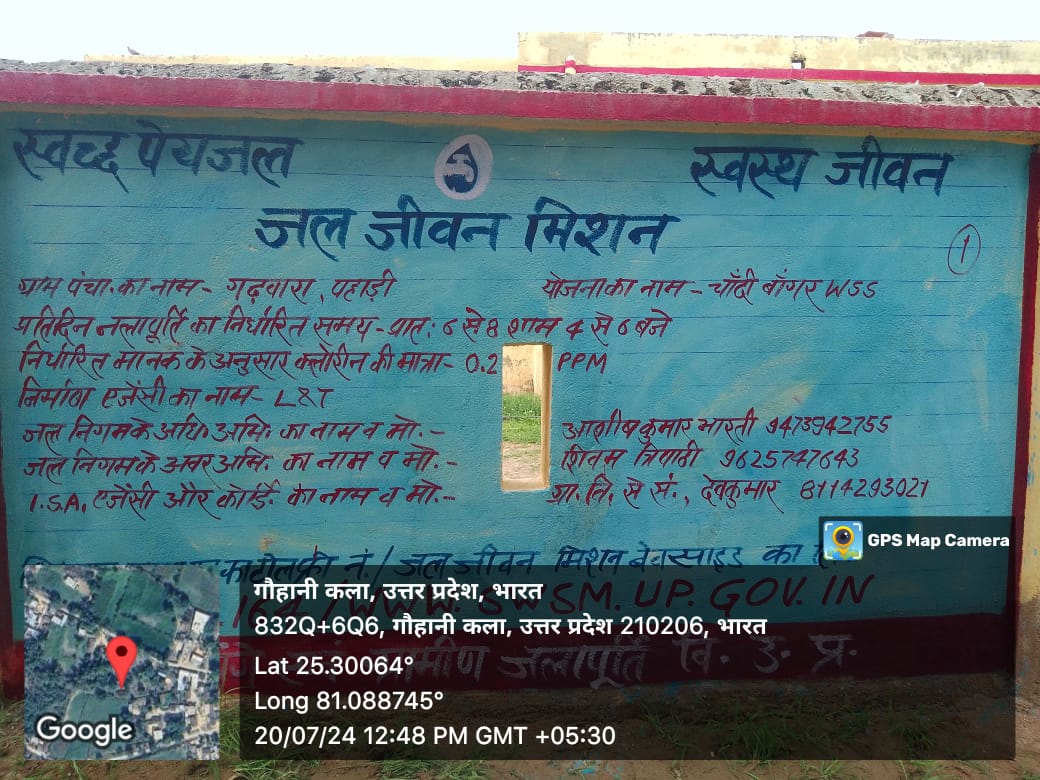 स्वच्छ पेयजल स्वस्थ जीवन
जल जीवन मिशन
1
ग्राम पंचा. का नाम - गढ़वारा, पहाड़ी योजना का नाम - चाँदी बाँगर WSS
प्रतिदिन जलापूर्ति का निर्धारित समय - प्रात: 6 से 8 शाम 4 से 6 बजे
निर्धारित मानक के अनुसार क्लोरीन की मात्रा - 0.2 PPM
निर्माण एजेंसी का नाम - L&T
जल निगम के अधि. अभि. का नाम व मो. - आशीष कुमार भारती 9473942755
जल निगम के अवर अभि. का नाम व मो. - शिवम त्रिपाठी 9625747643
I.S.A. एजेंसी और कोर्डि. का नाम व मो. - ग्रा. वि. से सं., देवकुमार 8114293021
नं. / जल जीवन मिशन बेवसाइड का
164 / WWW.SWSM.UP.GOV.IN
ग्रामीण जलापूर्ति वि. उ. प्र.
GPS Map Camera
गौहानी कला, उत्तर प्रदेश, भारत
832Q+6Q6, गौहानी कला, उत्तर प्रदेश 210206, भारत
Lat 25.30064°
Long 81.088745°
20/07/24 12:48 PM GMT +05:30
Google